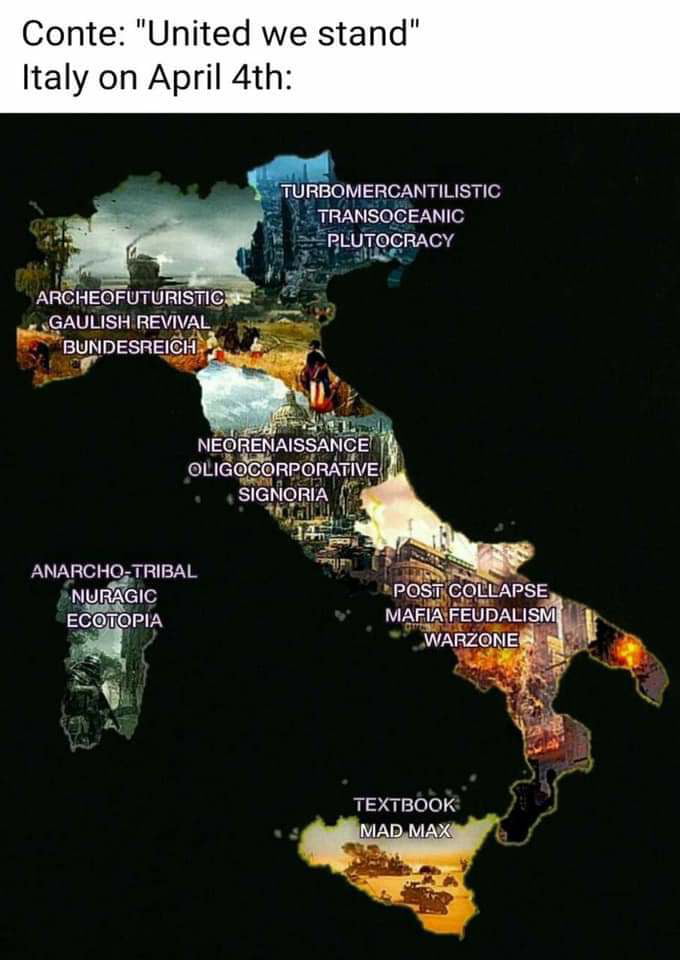 Conte: "United we stand"
Italy on April 4th:
TURBOMERCANTILISTIC
TRANSOCEANIC
PLUTOCRACY
ARCHEOFUTURISTIC
GAULISH REVIVAL
BUNDESREICH
NEORENAISSANCE
OLIGOCORPORATIVE
SIGNORIA
ANARCHO-TRIBAL
NURAGIC
ECOTOPIA
POST COLLAPSE
MAFIA FEUDALISM
WARZONE
TEXTBOOK
MAD MAX